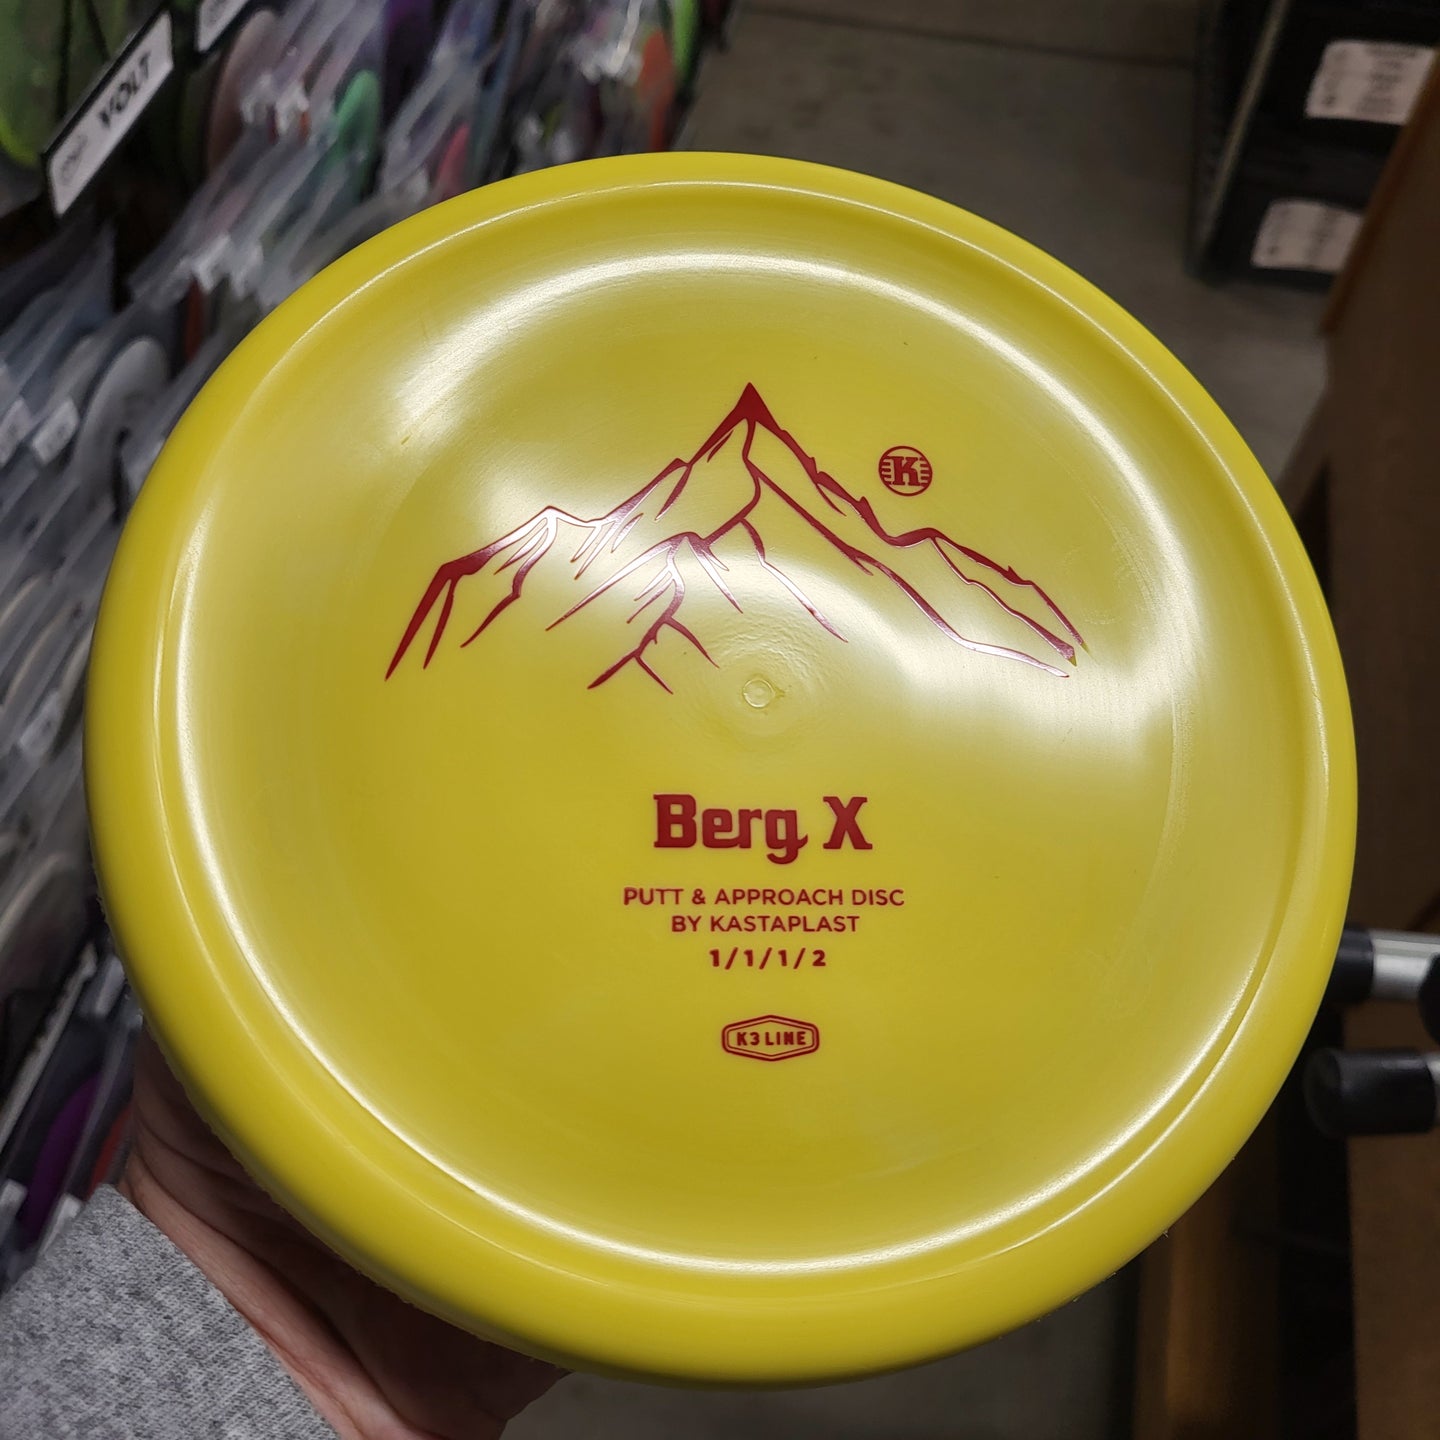 VOLT
K
Berg X
PUTT & APPROACH DISC
BY KASTAPLAST
1/1/1/2
K3 LINE